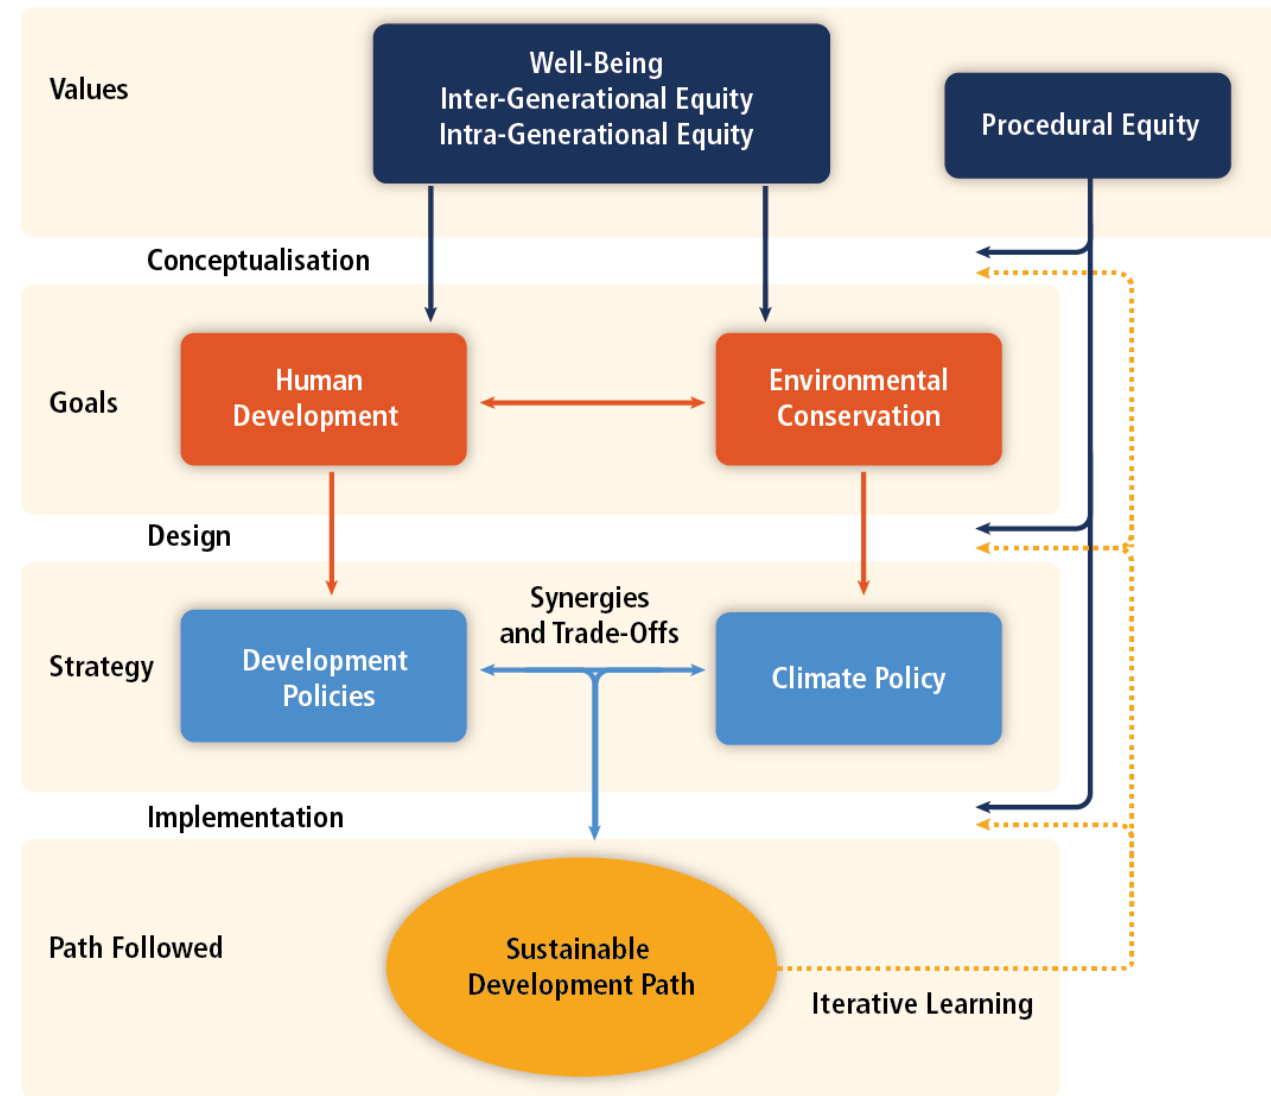 Values
Well-Being
Inter-Generational Equity
Intra-Generational Equity
Procedural Equity
Conceptualisation
Goals
Human
Development
Environmental
Conservation
Design
Strategy
Synergies
and Trade-Offs
Development
Policies
Climate Policy
Implementation
Path Followed
Sustainable
Development Path
Iterative Learning